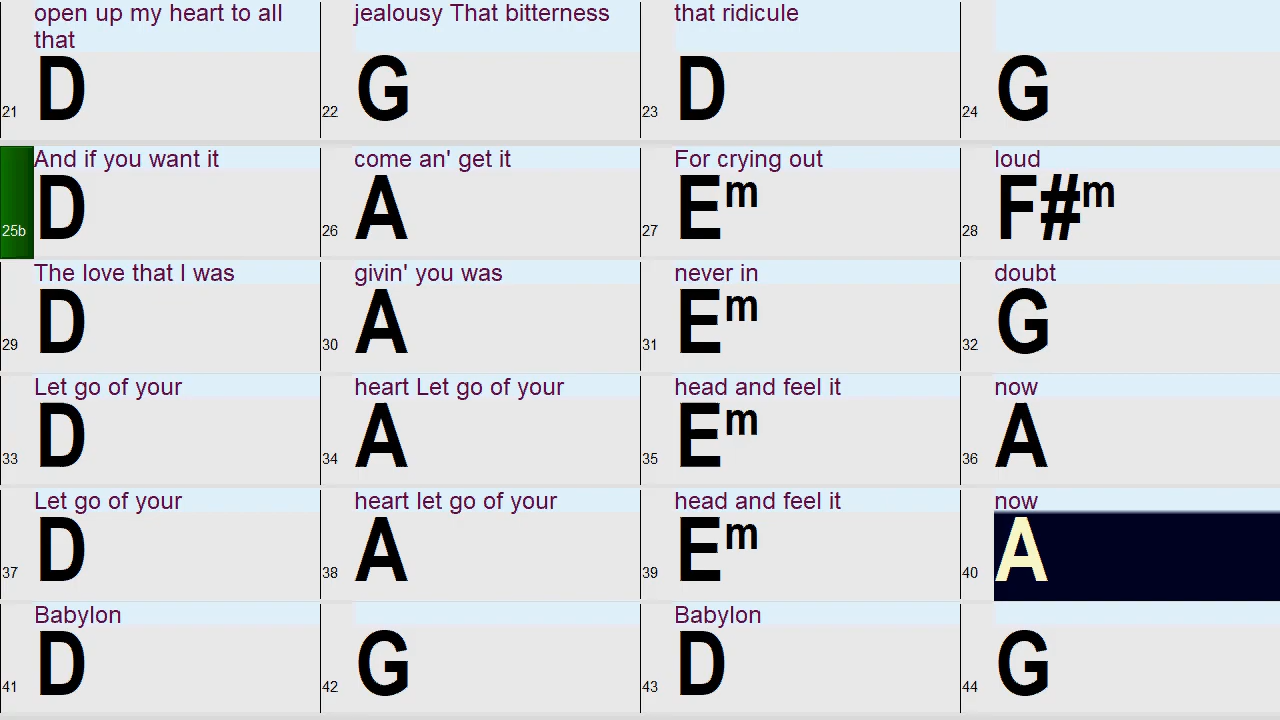 open up my heart to all that jealousy That bitterness that ridicule
21 D 22 G 23 D 24 G
And if you want it come an' get it For crying out loud
25b D 26 A 27 Em 28 F#m
The love that I was givin' you was never in doubt
29 D 30 A 31 Em 32 G
Let go of your heart Let go of your head and feel it now
33 D 34 A 35 Em 36 A
Let go of your heart let go of your head and feel it now
37 D 38 A 39 Em 40 A
Babylon Babylon
41 D 42 G 43 D 44 G